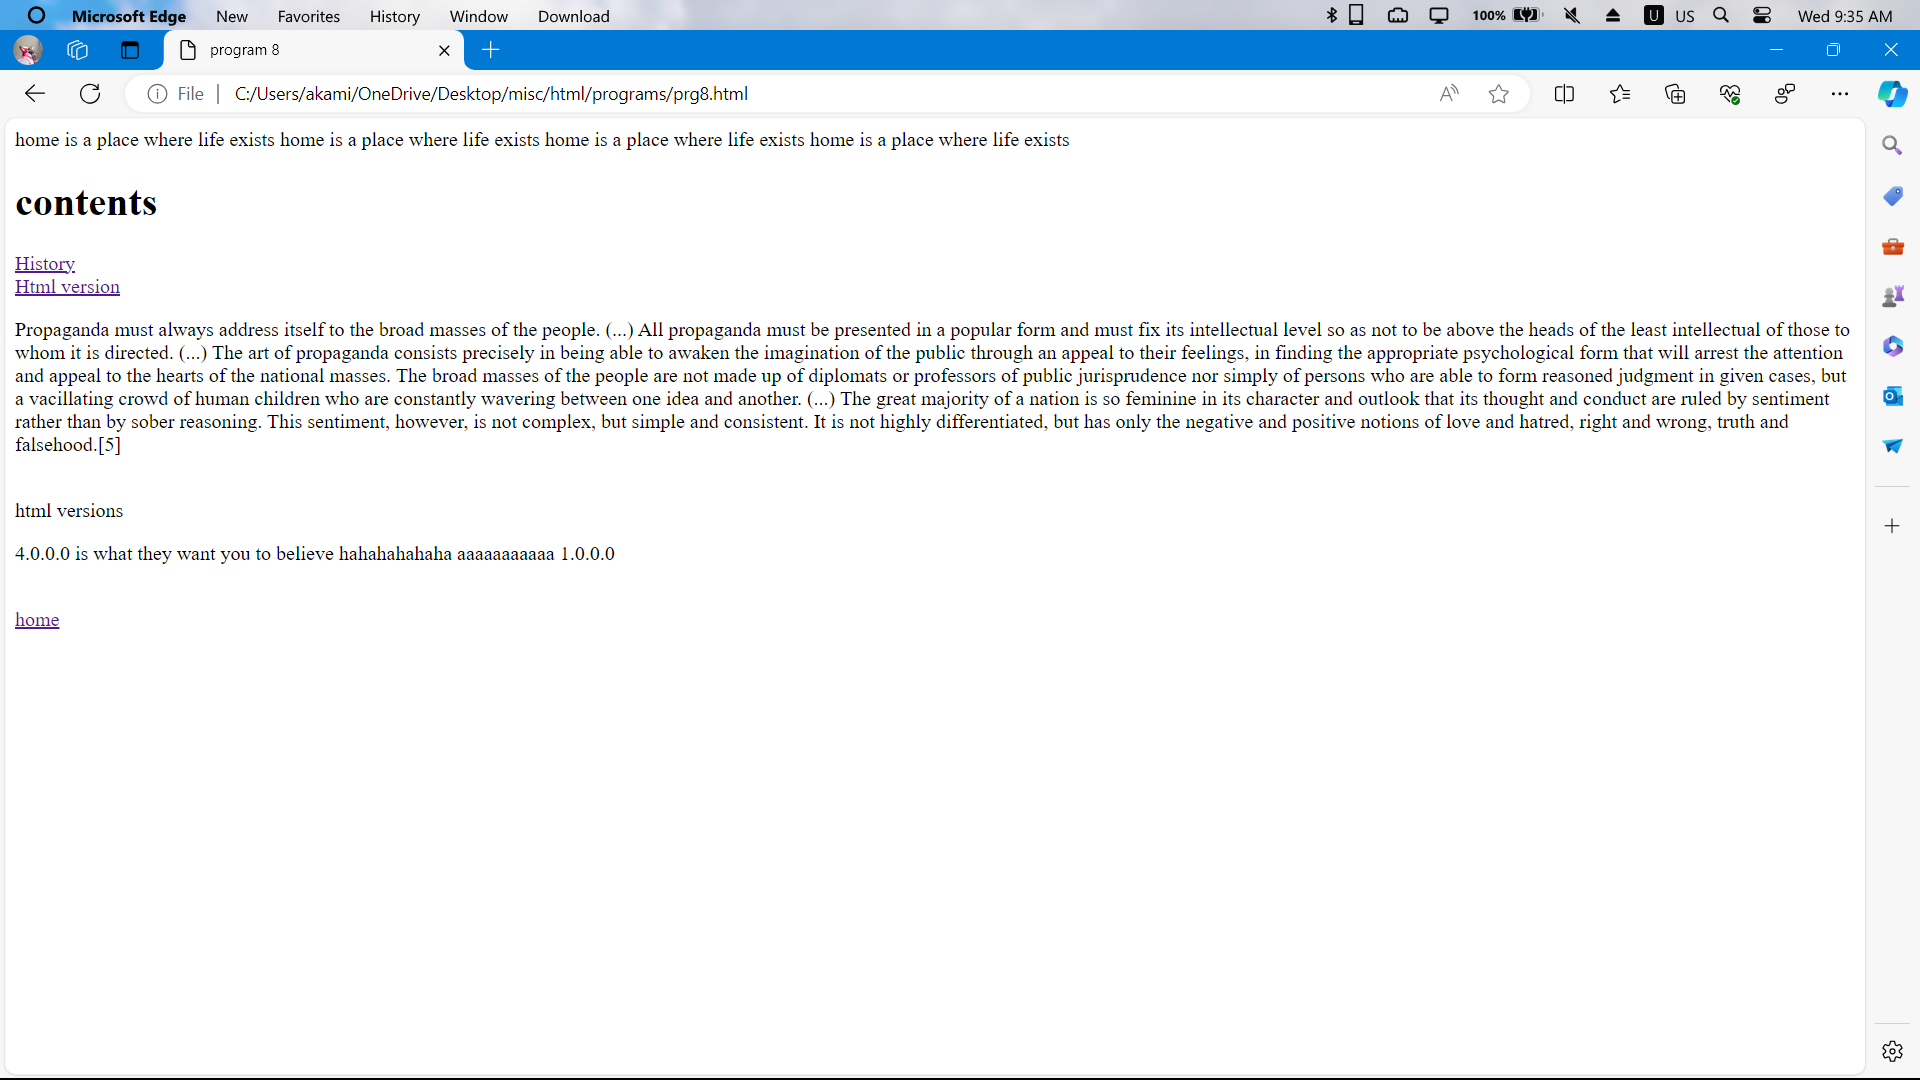 Microsoft Edge New Favorites History Window Download 100% U US Wed 9:35 AM
program 8
File C:/Users/akami/OneDrive/Desktop/misc/html/programs/prg8.html
home is a place where life exists home is a place where life exists home is a place where life exists home is a place where life exists
contents
History
Html version
Propaganda must always address itself to the broad masses of the people. (...) All propaganda must be presented in a popular form and must fix its intellectual level so as not to be above the heads of the least intellectual of those to
whom it is directed. (...) The art of propaganda consists precisely in being able to awaken the imagination of the public through an appeal to their feelings, in finding the appropriate psychological form that will arrest the attention
and appeal to the hearts of the national masses. The broad masses of the people are not made up of diplomats or professors of public jurisprudence nor simply of persons who are able to form reasoned judgment in given cases, but
a vacillating crowd of human children who are constantly wavering between one idea and another. (...) The great majority of a nation is so feminine in its character and outlook that its thought and conduct are ruled by sentiment
rather than by sober reasoning. This sentiment, however, is not complex, but simple and consistent. It is not highly differentiated, but has only the negative and positive notions of love and hatred, right and wrong, truth and
falsehood.[5]
html versions
4.0.0.0 is what they want you to believe hahahahahaha aaaaaaaaaaa 1.0.0.0
home